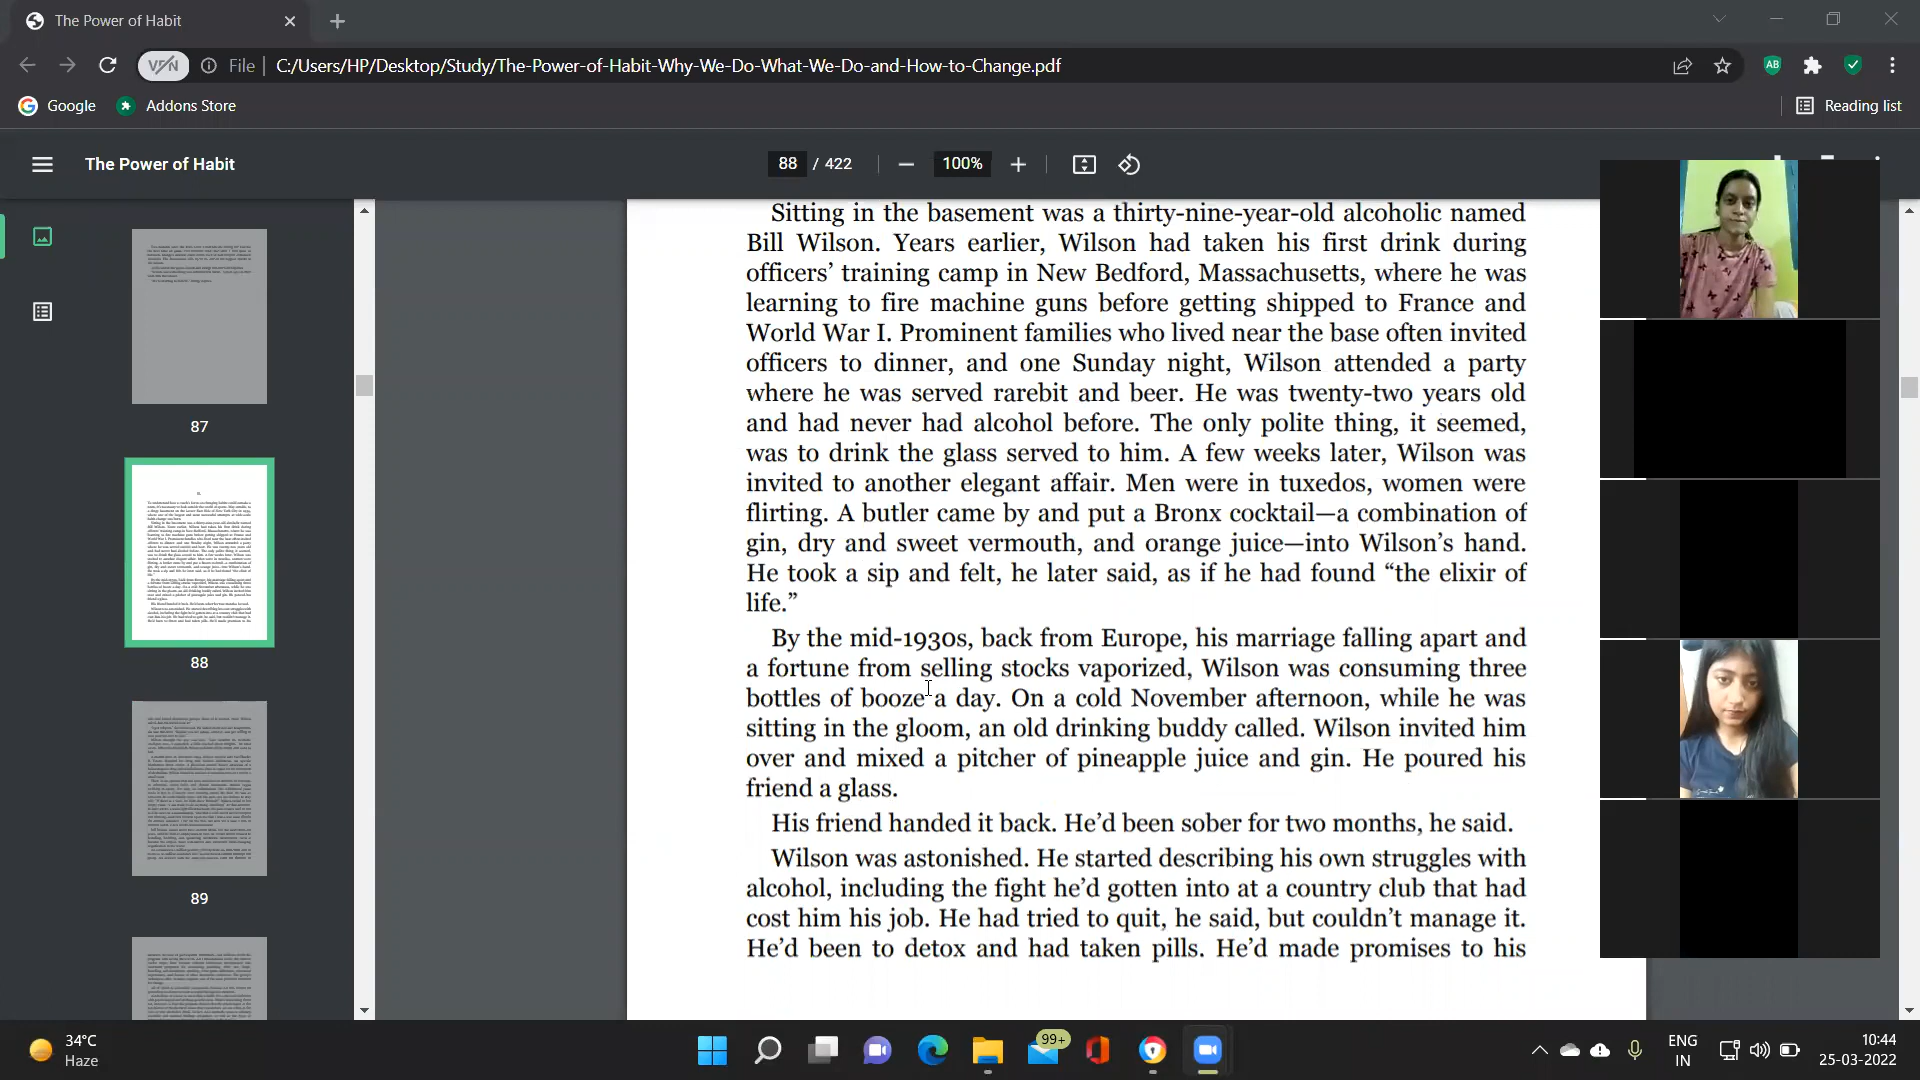 The Power of Habit
VPN
File
C:/Users/HP/Desktop/Study/The-Power-of-Habit-Why-We-Do-What-We-Do-and-How-to-Change.pdf
AB
Google
Addons Store
Reading list
The Power of Habit
88 / 422
100%
Sitting in the basement was a thirty-nine-year-old alcoholic named
Bill Wilson. Years earlier, Wilson had taken his first drink during
officers’ training camp in New Bedford, Massachusetts, where he was
learning to fire machine guns before getting shipped to France and
World War I. Prominent families who lived near the base often invited
officers to dinner, and one Sunday night, Wilson attended a party
where he was served rarebit and beer. He was twenty-two years old
and had never had alcohol before. The only polite thing, it seemed,
was to drink the glass served to him. A few weeks later, Wilson was
invited to another elegant affair. Men were in tuxedos, women were
flirting. A butler came by and put a Bronx cocktail—a combination of
gin, dry and sweet vermouth, and orange juice—into Wilson’s hand.
He took a sip and felt, he later said, as if he had found “the elixir of
life.”
By the mid-1930s, back from Europe, his marriage falling apart and
a fortune from selling stocks vaporized, Wilson was consuming three
bottles of booze a day. On a cold November afternoon, while he was
sitting in the gloom, an old drinking buddy called. Wilson invited him
over and mixed a pitcher of pineapple juice and gin. He poured his
friend a glass.
His friend handed it back. He’d been sober for two months, he said.
Wilson was astonished. He started describing his own struggles with
alcohol, including the fight he’d gotten into at a country club that had
cost him his job. He had tried to quit, he said, but couldn’t manage it.
He’d been to detox and had taken pills. He’d made promises to his
87
88
89
34°C
Haze
99+
ENG
IN
10:44
25-03-2022